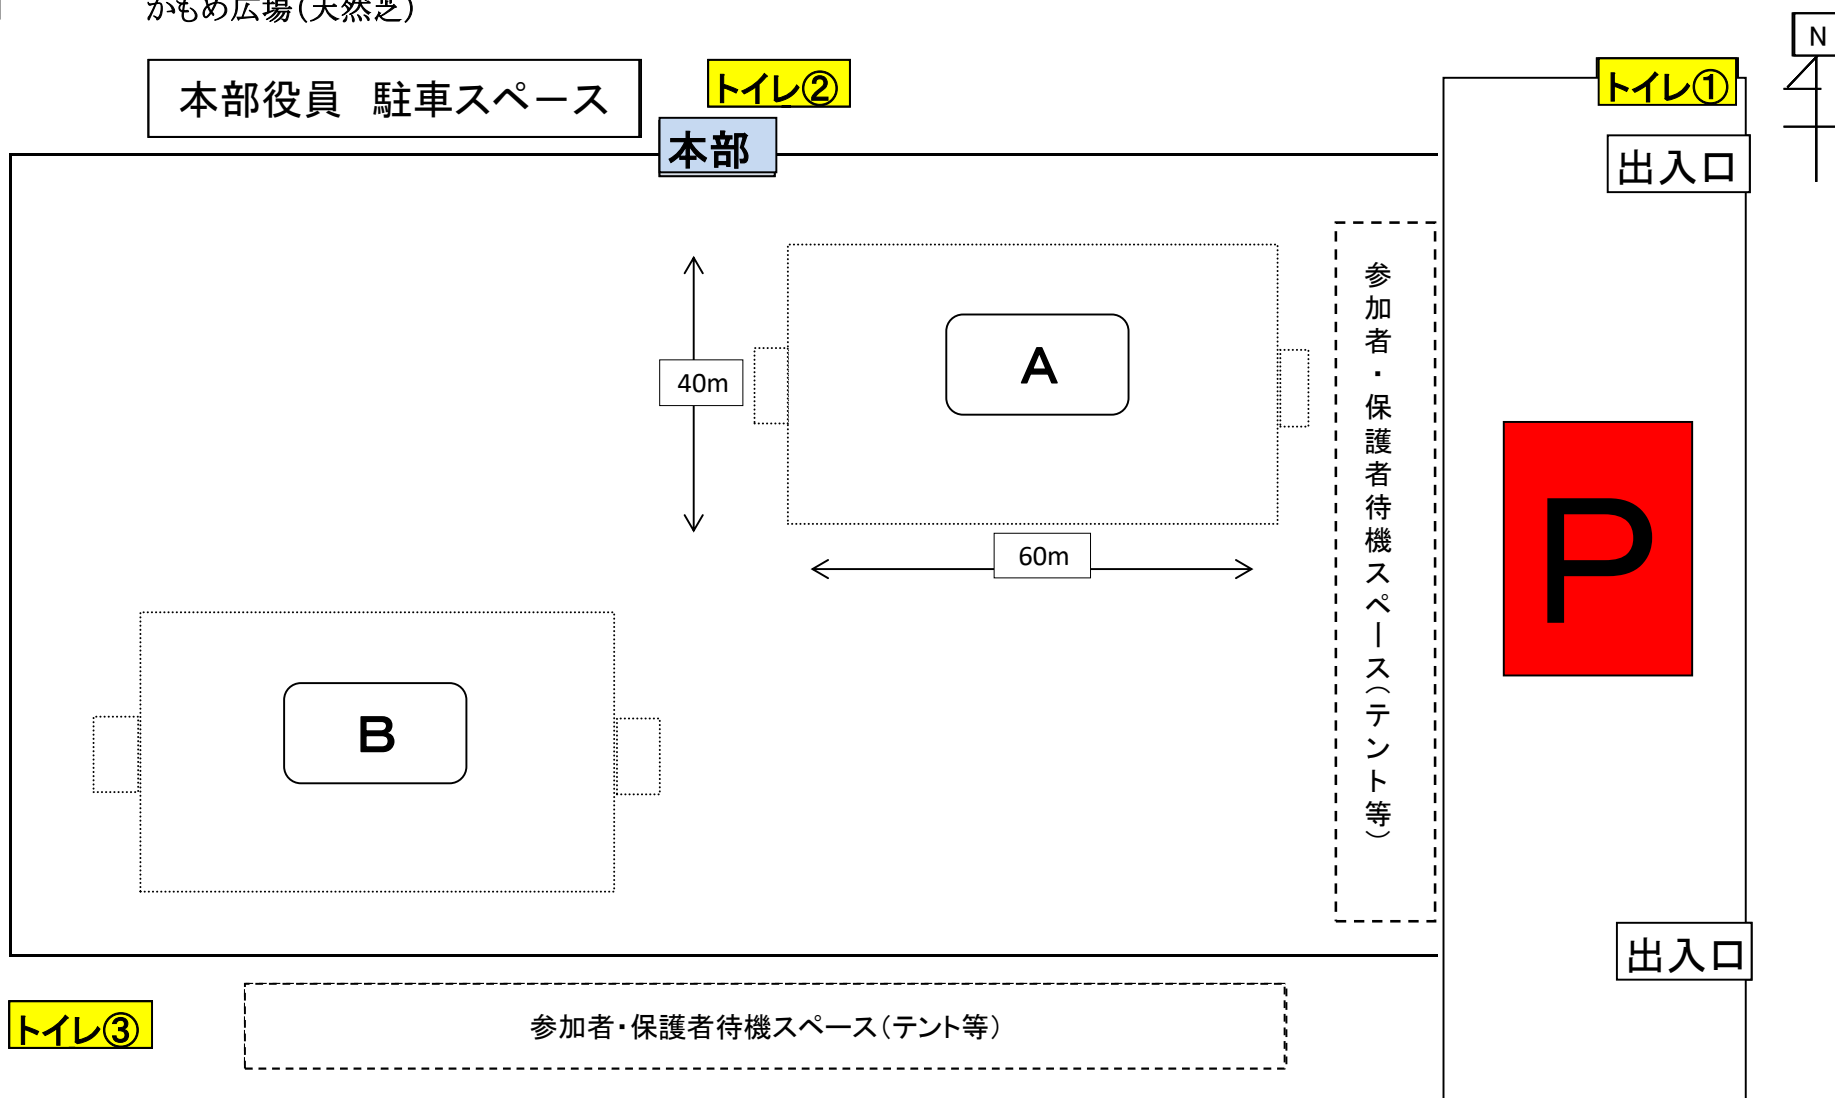 かもめ広場(天然芝)
N
本部役員　駐車スペース
トイレ②
トイレ①
本部
出入口
A
40m
60m
参加者・保護者待機スペース(テント等)
P
B
出入口
トイレ③
参加者・保護者待機スペース(テント等)